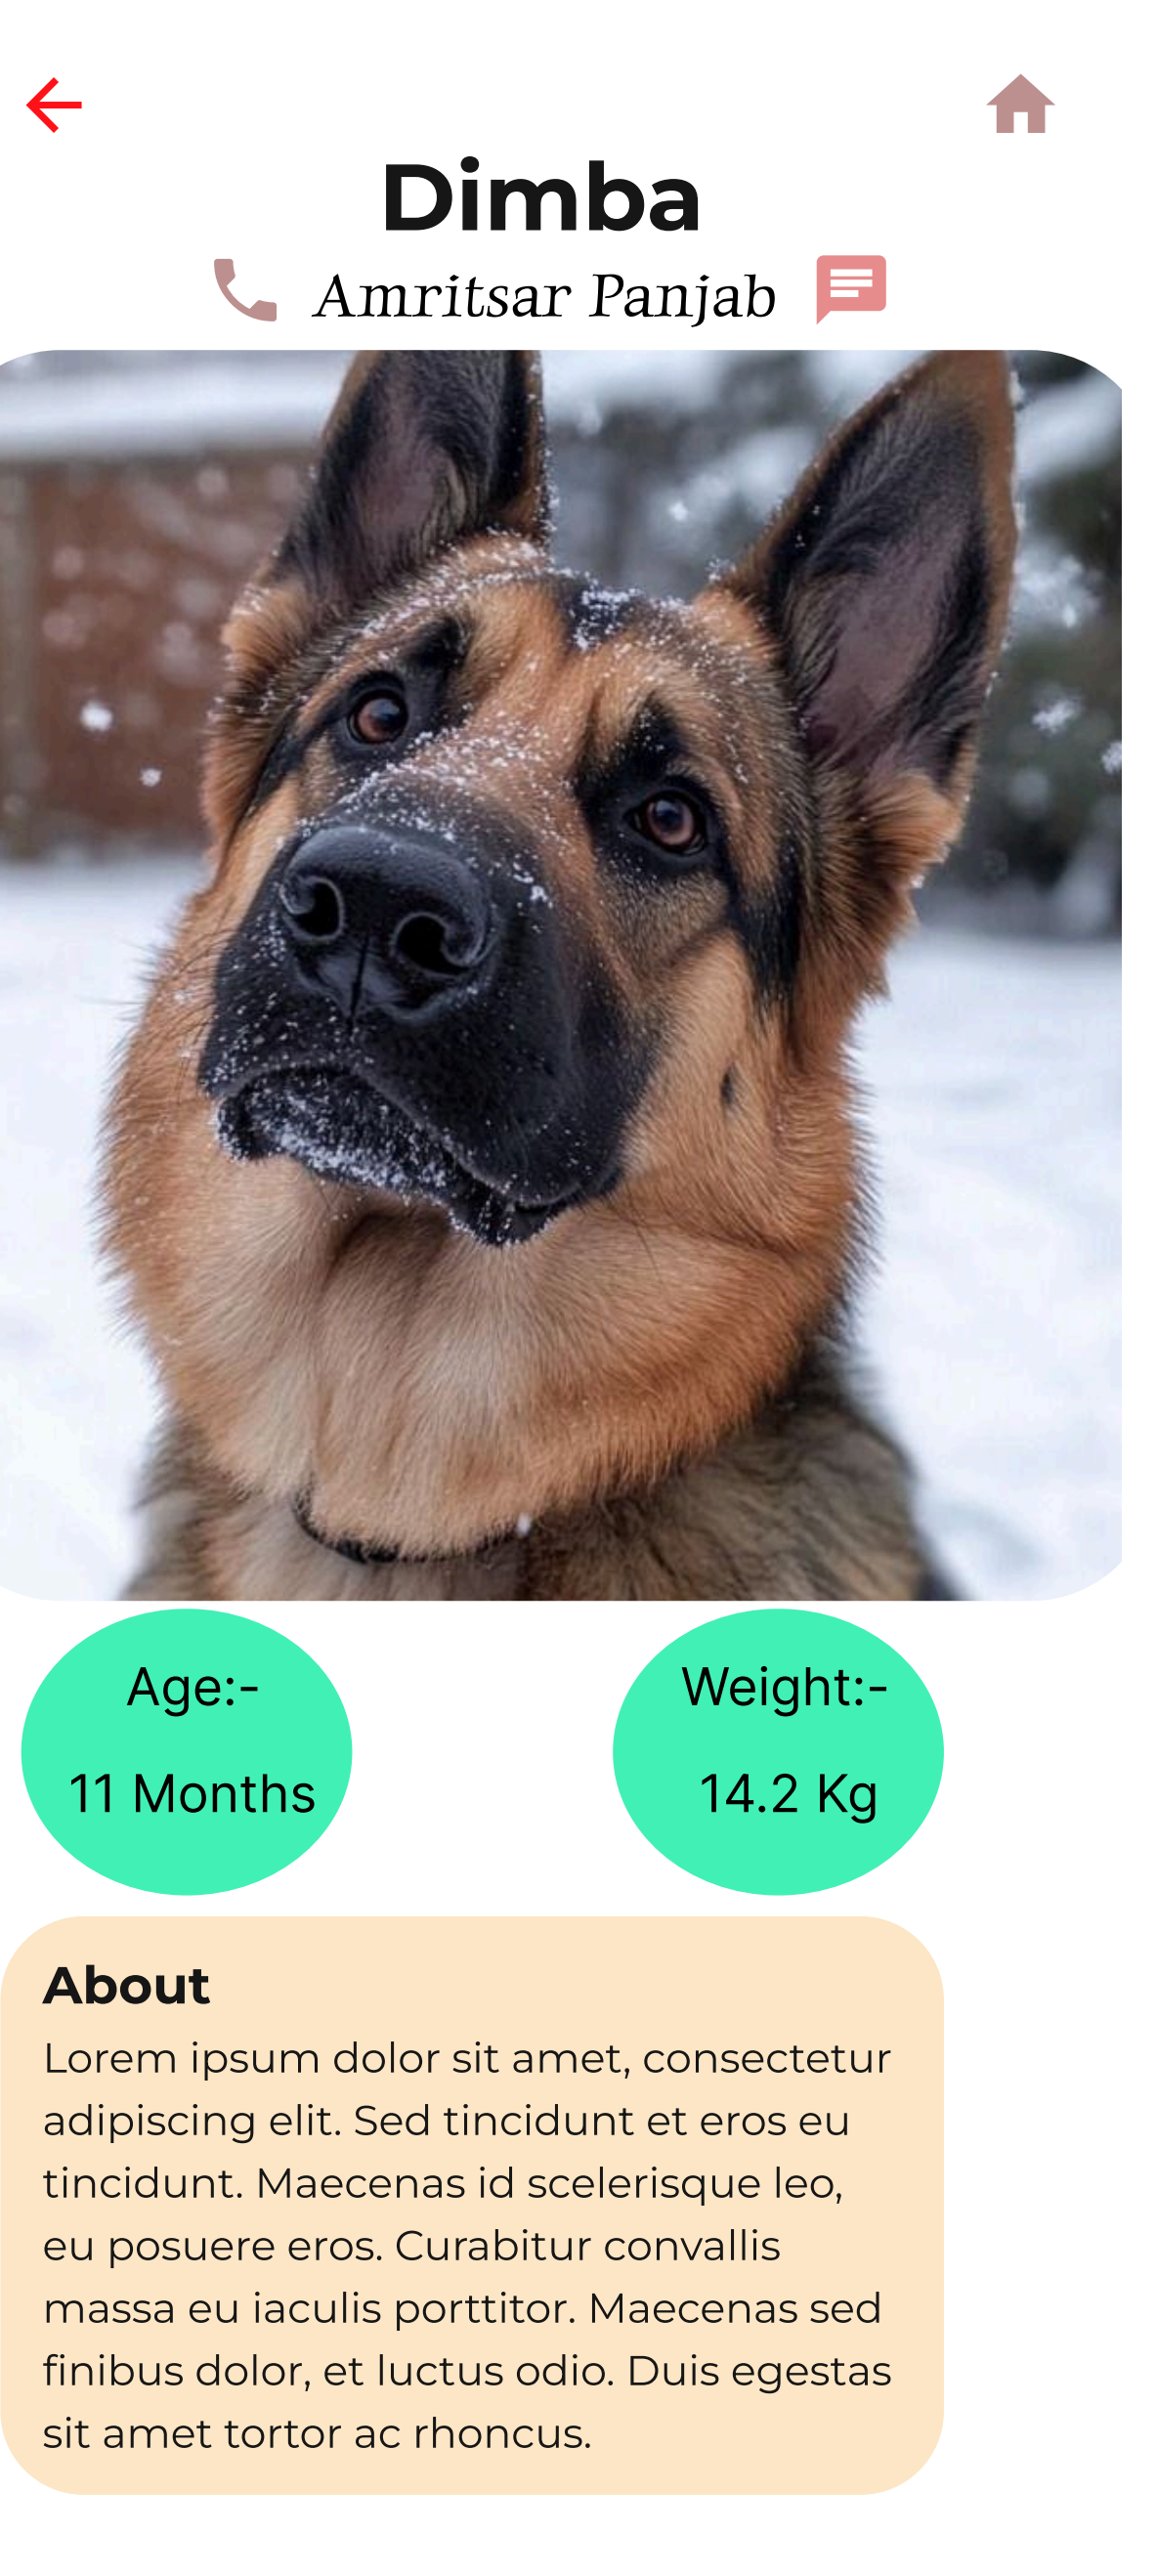 Dimba
Amritsar Panjab
Age:-
11 Months
Weight:-
14.2 Kg
About
Lorem ipsum dolor sit amet, consectetur
adipiscing elit. Sed tincidunt et eros eu
tincidunt. Maecenas id scelerisque leo,
eu posuere eros. Curabitur convallis
massa eu iaculis porttitor. Maecenas sed
finibus dolor, et luctus odio. Duis egestas
sit amet tortor ac rhoncus.